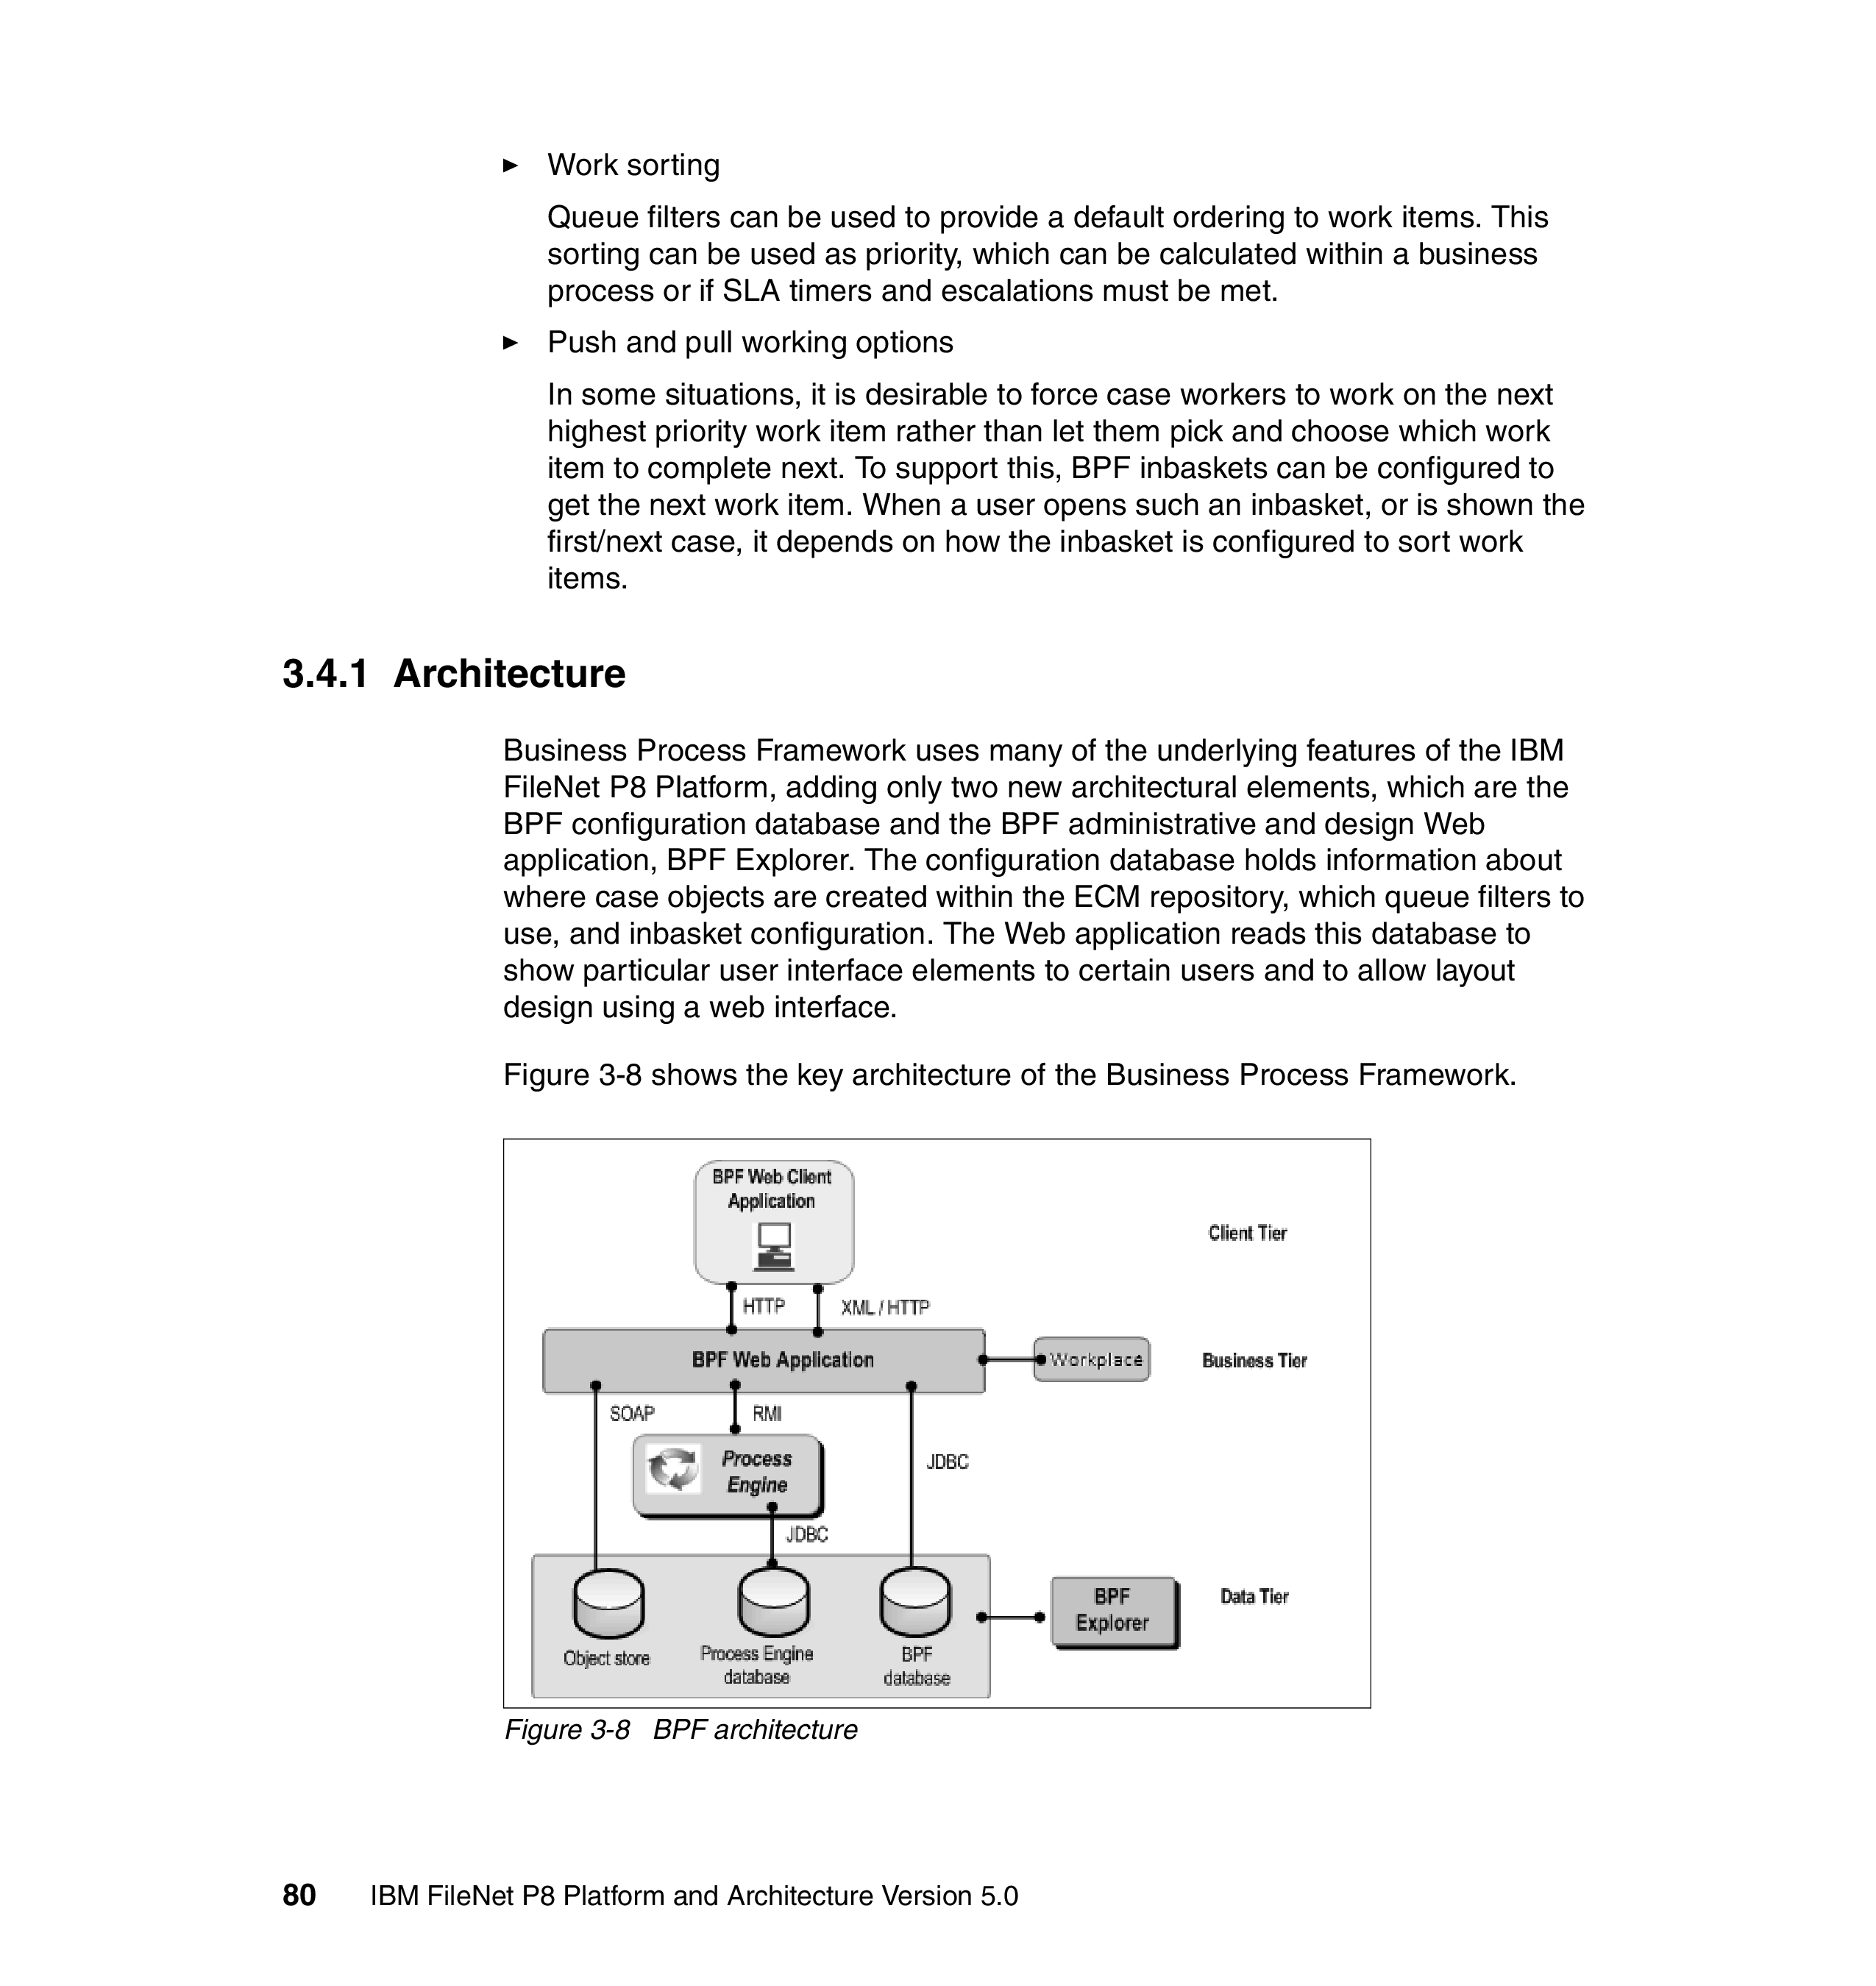 ► Work sorting
Queue filters can be used to provide a default ordering to work items. This
sorting can be used as priority, which can be calculated within a business
process or if SLA timers and escalations must be met.
► Push and pull working options
In some situations, it is desirable to force case workers to work on the next
highest priority work item rather than let them pick and choose which work
item to complete next. To support this, BPF inbaskets can be configured to
get the next work item. When a user opens such an inbasket, or is shown the
first/next case, it depends on how the inbasket is configured to sort work
items.
3.4.1 Architecture
Business Process Framework uses many of the underlying features of the IBM
FileNet P8 Platform, adding only two new architectural elements, which are the
BPF configuration database and the BPF administrative and design Web
application, BPF Explorer. The configuration database holds information about
where case objects are created within the ECM repository, which queue filters to
use, and inbasket configuration. The Web application reads this database to
show particular user interface elements to certain users and to allow layout
design using a web interface.
Figure 3-8 shows the key architecture of the Business Process Framework.
BPF Web Client
Application
Client Tier
HTTP
XML / HTTP
BPF Web Application
Workplace
Business Tier
SOAP
RMI
Process
Engine
JDBC
JDBC
BPF
Explorer
Data Tier
Object store
Process Engine
database
BPF
database
Figure 3-8 BPF architecture
80 IBM FileNet P8 Platform and Architecture Version 5.0